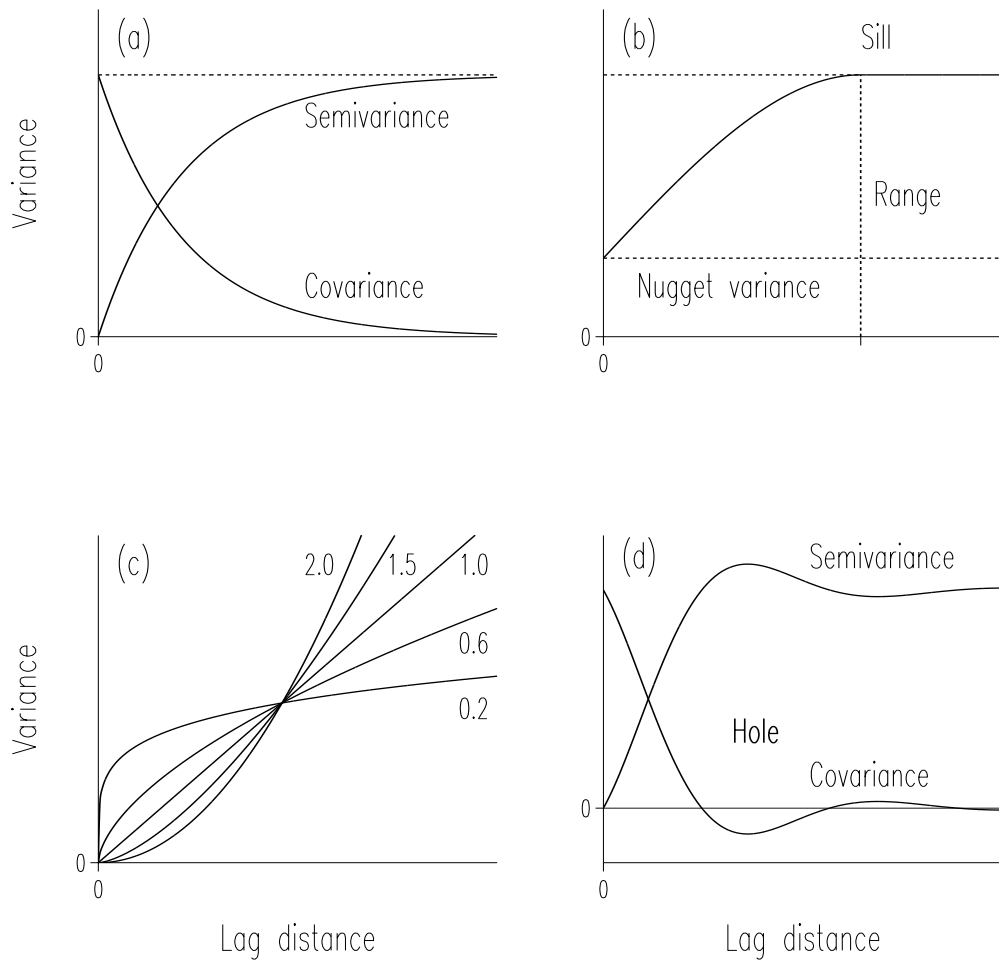 (a)
Variance
Semivariance
Covariance
0
0
(b)
Sill
Range
Nugget variance
0
0
(c)
Variance
2.0
1.5
1.0
0.6
0.2
0
0
Lag distance
(d)
Semivariance
Hole
Covariance
0
0
Lag distance